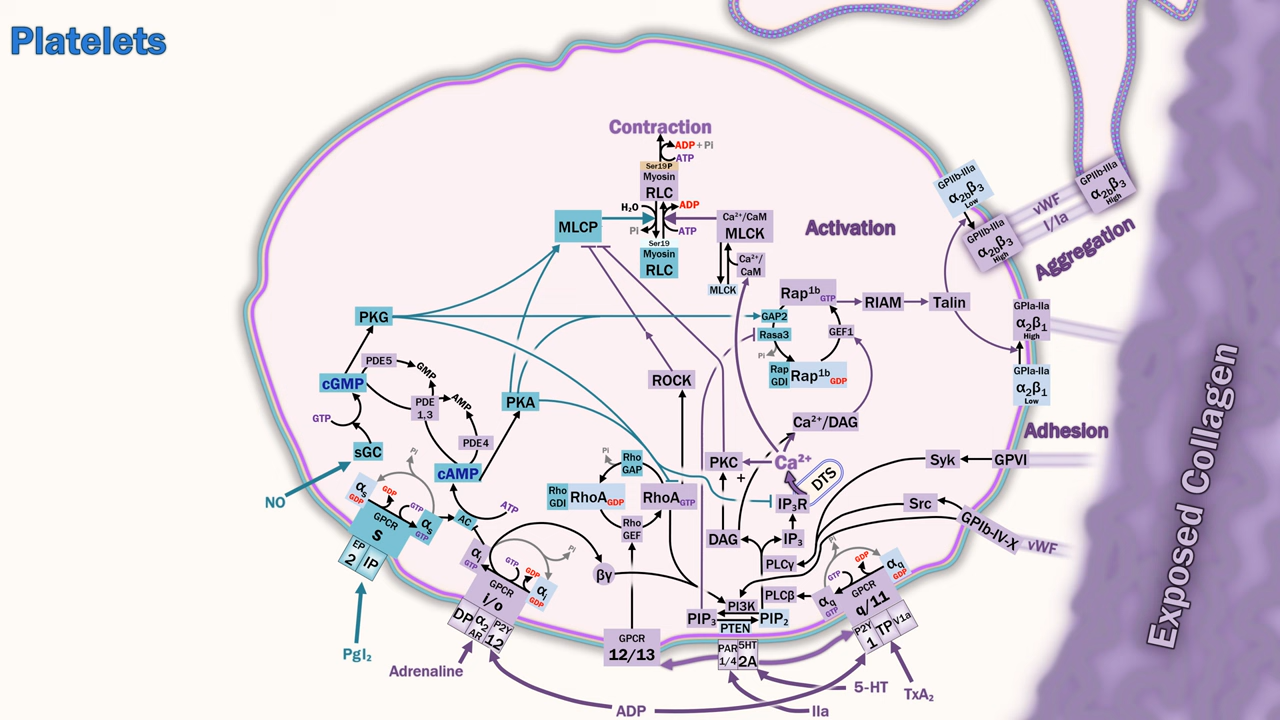 Platelets
Contraction
ADP + Pi
ATP
Ser19P
Myosin
RLC
H₂O
ADP
Pi
ATP
Ser19
Myosin
RLC
MLCP
Ca²⁺/CaM
MLCK
Ca²⁺/
CaM
MLCK
Activation
GPIIb-IIIa
α2bβ3
Low
GPIIb-IIIa
α2bβ3
High
GPIIb-IIIa
α2bβ3
High
vWF
I/Ia
Aggregation
Rap1b GTP
RIAM
Talin
GAP2
Rasa3
GEF1
Pi
Rap
GDI
Rap1b GDP
GPIa-IIa
α2β1
High
GPIa-IIa
α2β1
Low
Adhesion
Exposed Collagen
PKG
PDE5
GMP
cGMP
PDE
1,3
AMP
GTP
PKA
PDE4
sGC
cAMP
NO
ROCK
Ca²⁺/DAG
PKC
+
Ca²⁺
DTS
IP₃R
Syk
GPVI
Src
GPIb-IV-X
vWF
Pi
αs
GDP
GDP
GTP
αs
GTP
GPCR
S
EP
2
IP
AC
ATP
Pi
Rho
GAP
Rho
GDI
RhoA GDP
RhoA GTP
Rho
GEF
DAG
IP₃
PLCγ
PLCβ
αi
GTP
GTP
GDP
Pi
αi
GDP
GPCR
i/o
DP
α2
AR
P2Y
12
βγ
PI3K
PIP₃
PTEN
PIP₂
Pi
GTP
GDP
αq
GTP
αq
GDP
GPCR
q/11
P2Y
1
TP
V1a
GPCR
12/13
PAR
1/4
5HT
2A
PgI₂
Adrenaline
ADP
IIa
5-HT
TxA₂